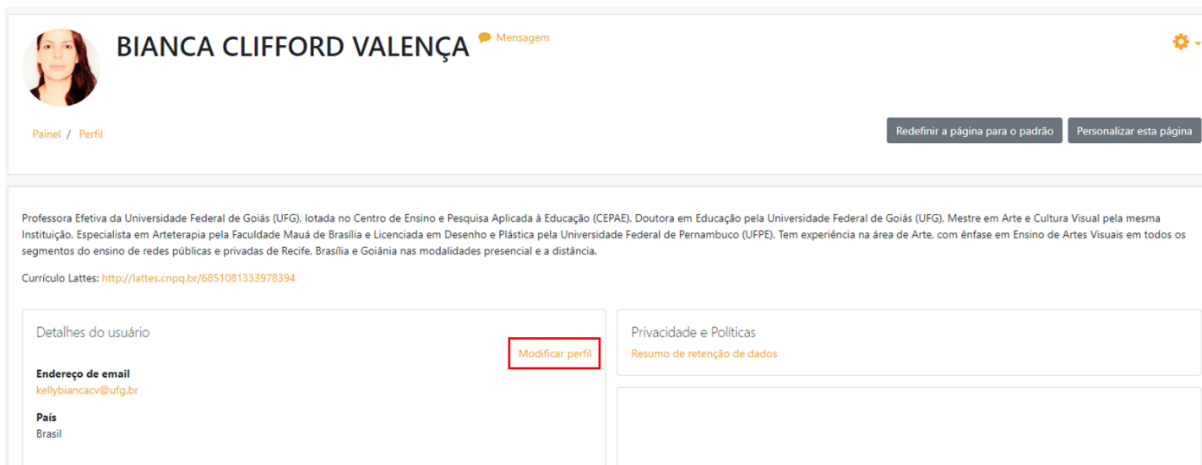 BIANCA CLIFFORD VALENÇA Mensagem
Painel / Perfil
Redefinir a página para o padrão Personalizar esta página
Professora Efetiva da Universidade Federal de Goiás (UFG), lotada no Centro de Ensino e Pesquisa Aplicada à Educação (CEPAE). Doutora em Educação pela Universidade Federal de Goiás (UFG), Mestre em Arte e Cultura Visual pela mesma
Instituição, Especialista em Arteterapia pela Faculdade Mauá de Brasília e Licenciada em Desenho e Plástica pela Universidade Federal de Pernambuco (UFPE). Tem experiência na área de Arte, com ênfase em Ensino de Artes Visuais em todos os
segmentos do ensino de redes públicas e privadas de Recife, Brasília e Goiânia nas modalidades presencial e a distância.
Currículo Lattes: http://lattes.cnpq.br/6851081333978394
Detalhes do usuário
Modificar perfil
Endereço de email
kellybiancacv@ufg.br
País
Brasil
Privacidade e Políticas
Resumo de retenção de dados